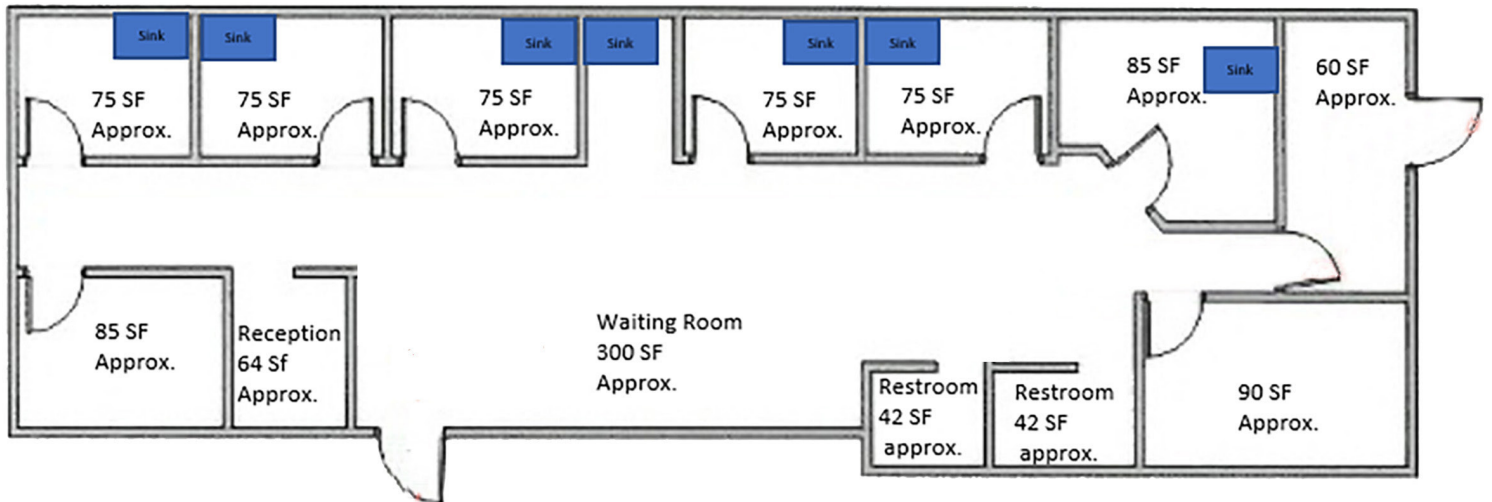 Sink
Sink
Sink
Sink
Sink
Sink
Sink
75 SF
Approx.
75 SF
Approx.
75 SF
Approx.
75 SF
Approx.
75 SF
Approx.
85 SF
Approx.
60 SF
Approx.
85 SF
Approx.
Reception
64 Sf
Approx.
Waiting Room
300 SF
Approx.
Restroom
42 SF
approx.
Restroom
42 SF
approx.
90 SF
Approx.